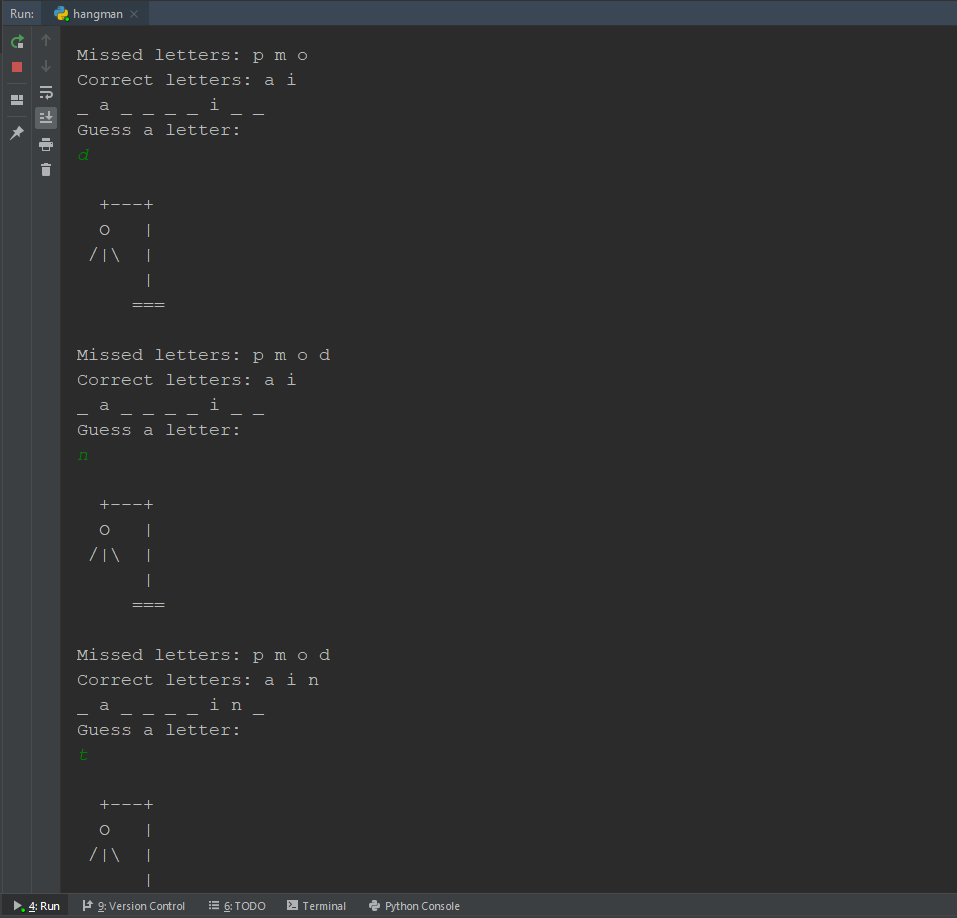 Run: hangman ×
Missed letters: p m o
Correct letters: a i
_ a _ _ _ _ i _ _
Guess a letter:
d
  +---+
  O   |
 /|\  |
      |
     ===
Missed letters: p m o d
Correct letters: a i
_ a _ _ _ _ i _ _
Guess a letter:
n
  +---+
  O   |
 /|\  |
      |
     ===
Missed letters: p m o d
Correct letters: a i n
_ a _ _ _ _ i n _
Guess a letter:
t
  +---+
  O   |
 /|\  |
      |
4: Run 9: Version Control 6: TODO Terminal Python Console